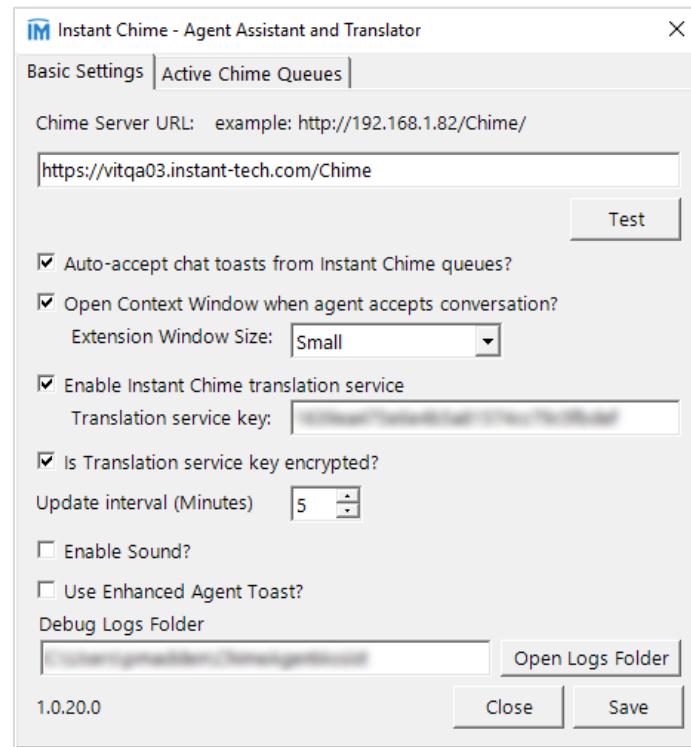 IM Instant Chime - Agent Assistant and Translator
Basic Settings Active Chime Queues
Chime Server URL: example: http://192.168.1.82/Chime/
https://vitqa03.instant-tech.com/Chime
Test
Auto-accept chat toasts from Instant Chime queues?
Open Context Window when agent accepts conversation?
Extension Window Size: Small
Enable Instant Chime translation service
Translation service key:
Is Translation service key encrypted?
Update interval (Minutes) 5
Enable Sound?
Use Enhanced Agent Toast?
Debug Logs Folder
Open Logs Folder
1.0.20.0 Close Save